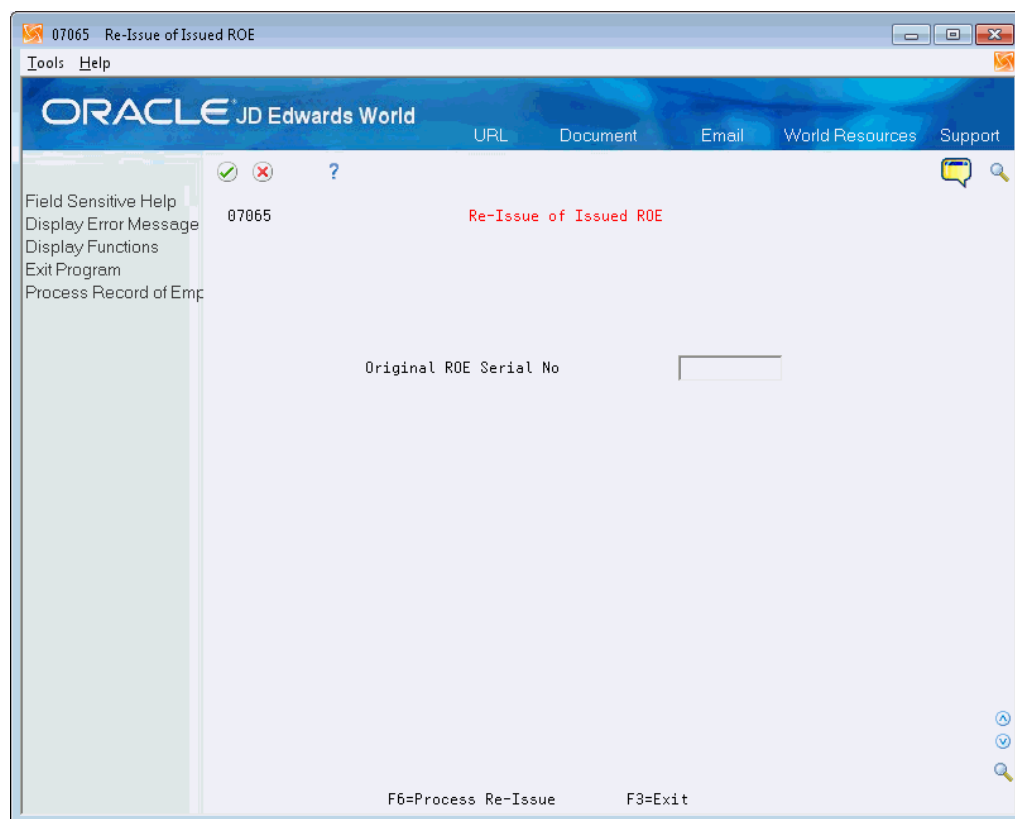 07065 Re-Issue of Issued ROE
Tools Help
ORACLE JD Edwards World
URL Document Email World Resources Support
?
Field Sensitive Help
Display Error Message
Display Functions
Exit Program
Process Record of Emp
07065 Re-Issue of Issued ROE
Original ROE Serial No
F6=Process Re-Issue F3=Exit